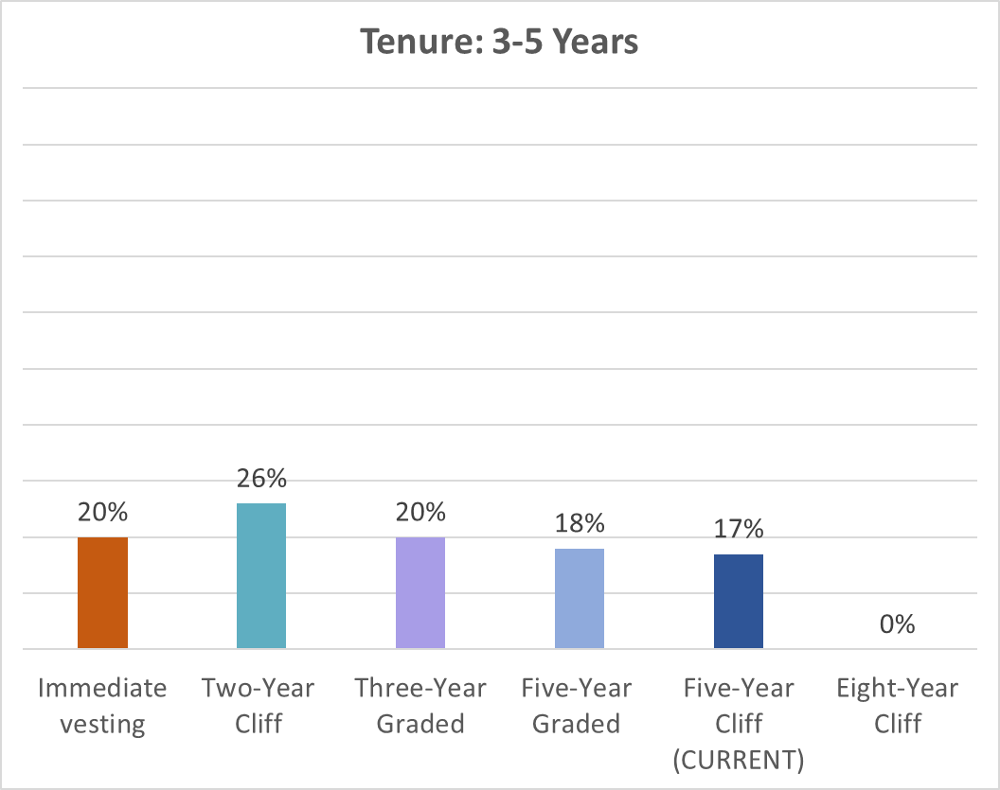 Tenure: 3-5 Years
26%
20%
20%
18%
17%
0%
Immediate vesting
Two-Year Cliff
Three-Year Graded
Five-Year Graded
Five-Year Cliff (CURRENT)
Eight-Year Cliff